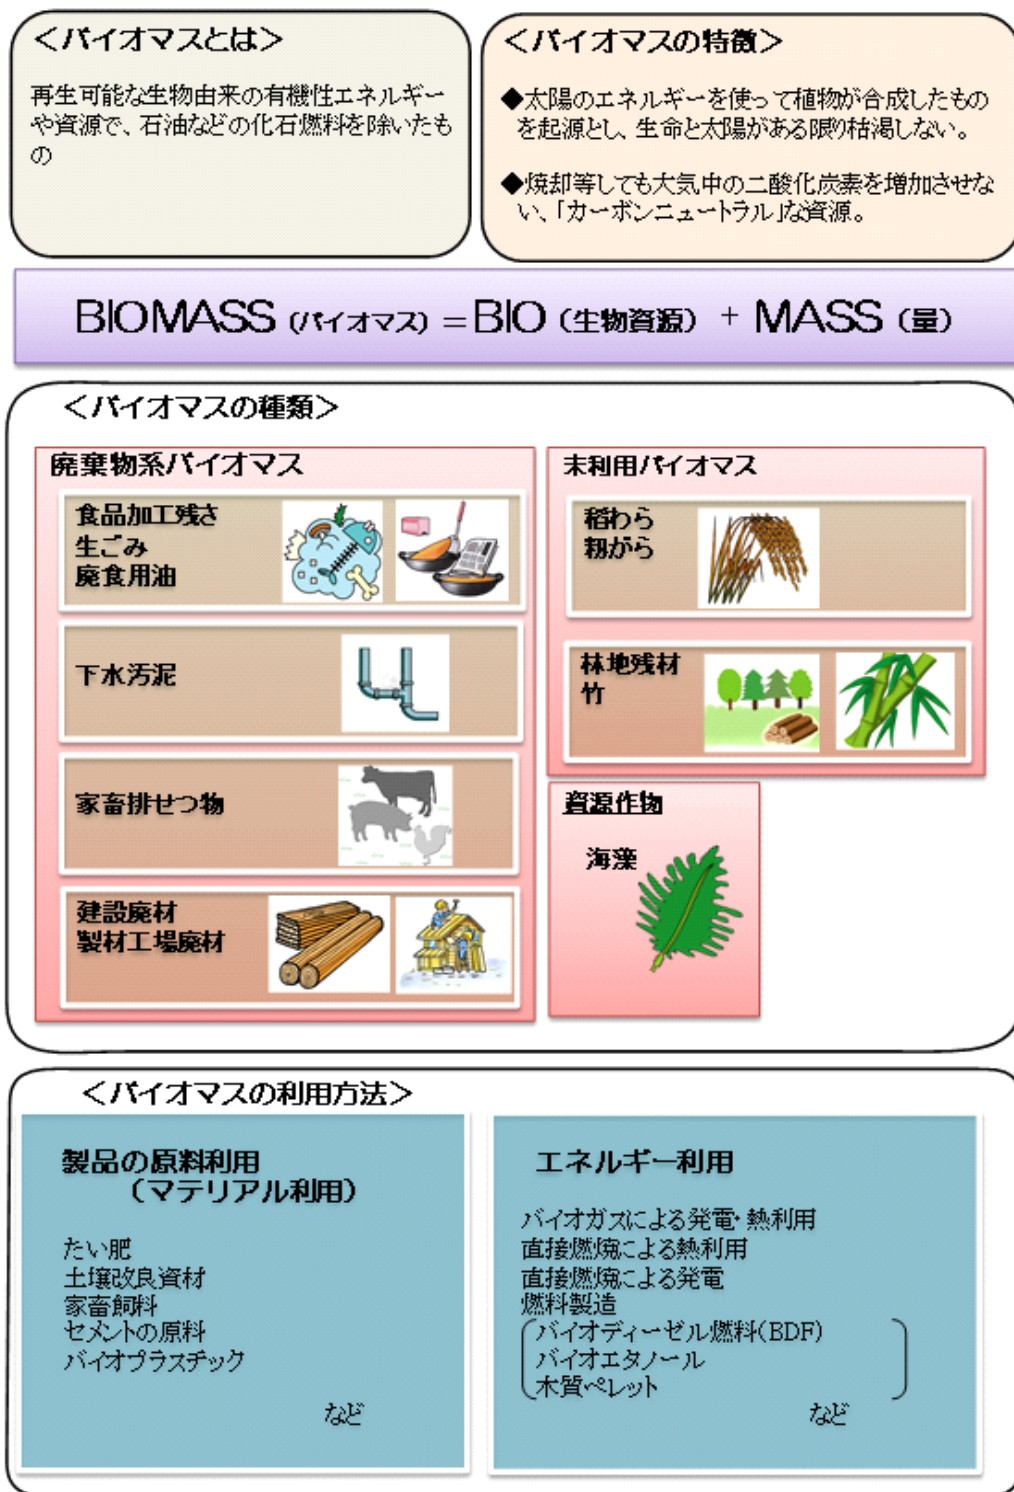 ＜バイオマスとは＞
再生可能な生物由来の有機性エネルギー
や資源で、石油などの化石燃料を除いたも
の
＜バイオマスの特徴＞
◆太陽のエネルギーを使って植物が合成したもの
を起源とし、生命と太陽がある限り枯渇しない。
◆焼却等しても大気中の二酸化炭素を増加させな
い、「カーボンニュートラル」な資源。
BIOMASS（バイオマス）＝BIO（生物資源）＋MASS（量）
＜バイオマスの種類＞
廃棄物系バイオマス
食品加工残さ
生ごみ
廃食用油
下水汚泥
家畜排せつ物
建設廃材
製材工場廃材
未利用バイオマス
稲わら
籾がら
林地残材
竹
資源作物
海藻
＜バイオマスの利用方法＞
製品の原料利用
（マテリアル利用）
たい肥
土壌改良資材
家畜飼料
セメントの原料
バイオプラスチック
など
エネルギー利用
バイオガスによる発電・熱利用
直接燃焼による熱利用
直接燃焼による発電
燃料製造
バイオディーゼル燃料(BDF)
バイオエタノール
木質ペレット
など